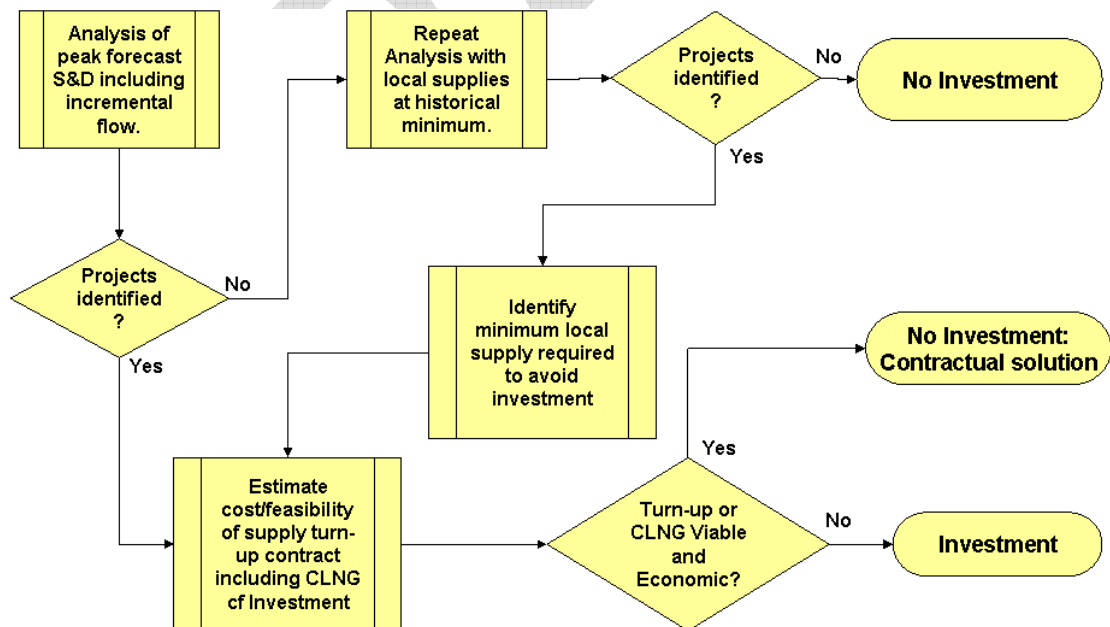 Analysis of
peak forecast
S&D including
incremental
flow.
Repeat
Analysis with
local supplies
at historical
minimum.
Projects
identified
?
No
No Investment
Yes
Projects
identified
?
No
Yes
Identify
minimum local
supply required
to avoid
investment
No Investment:
Contractual solution
Yes
Estimate
cost/feasibility
of supply turn-
up contract
including CLNG
cf Investment
Turn-up or
CLNG Viable
and
Economic?
No
Investment